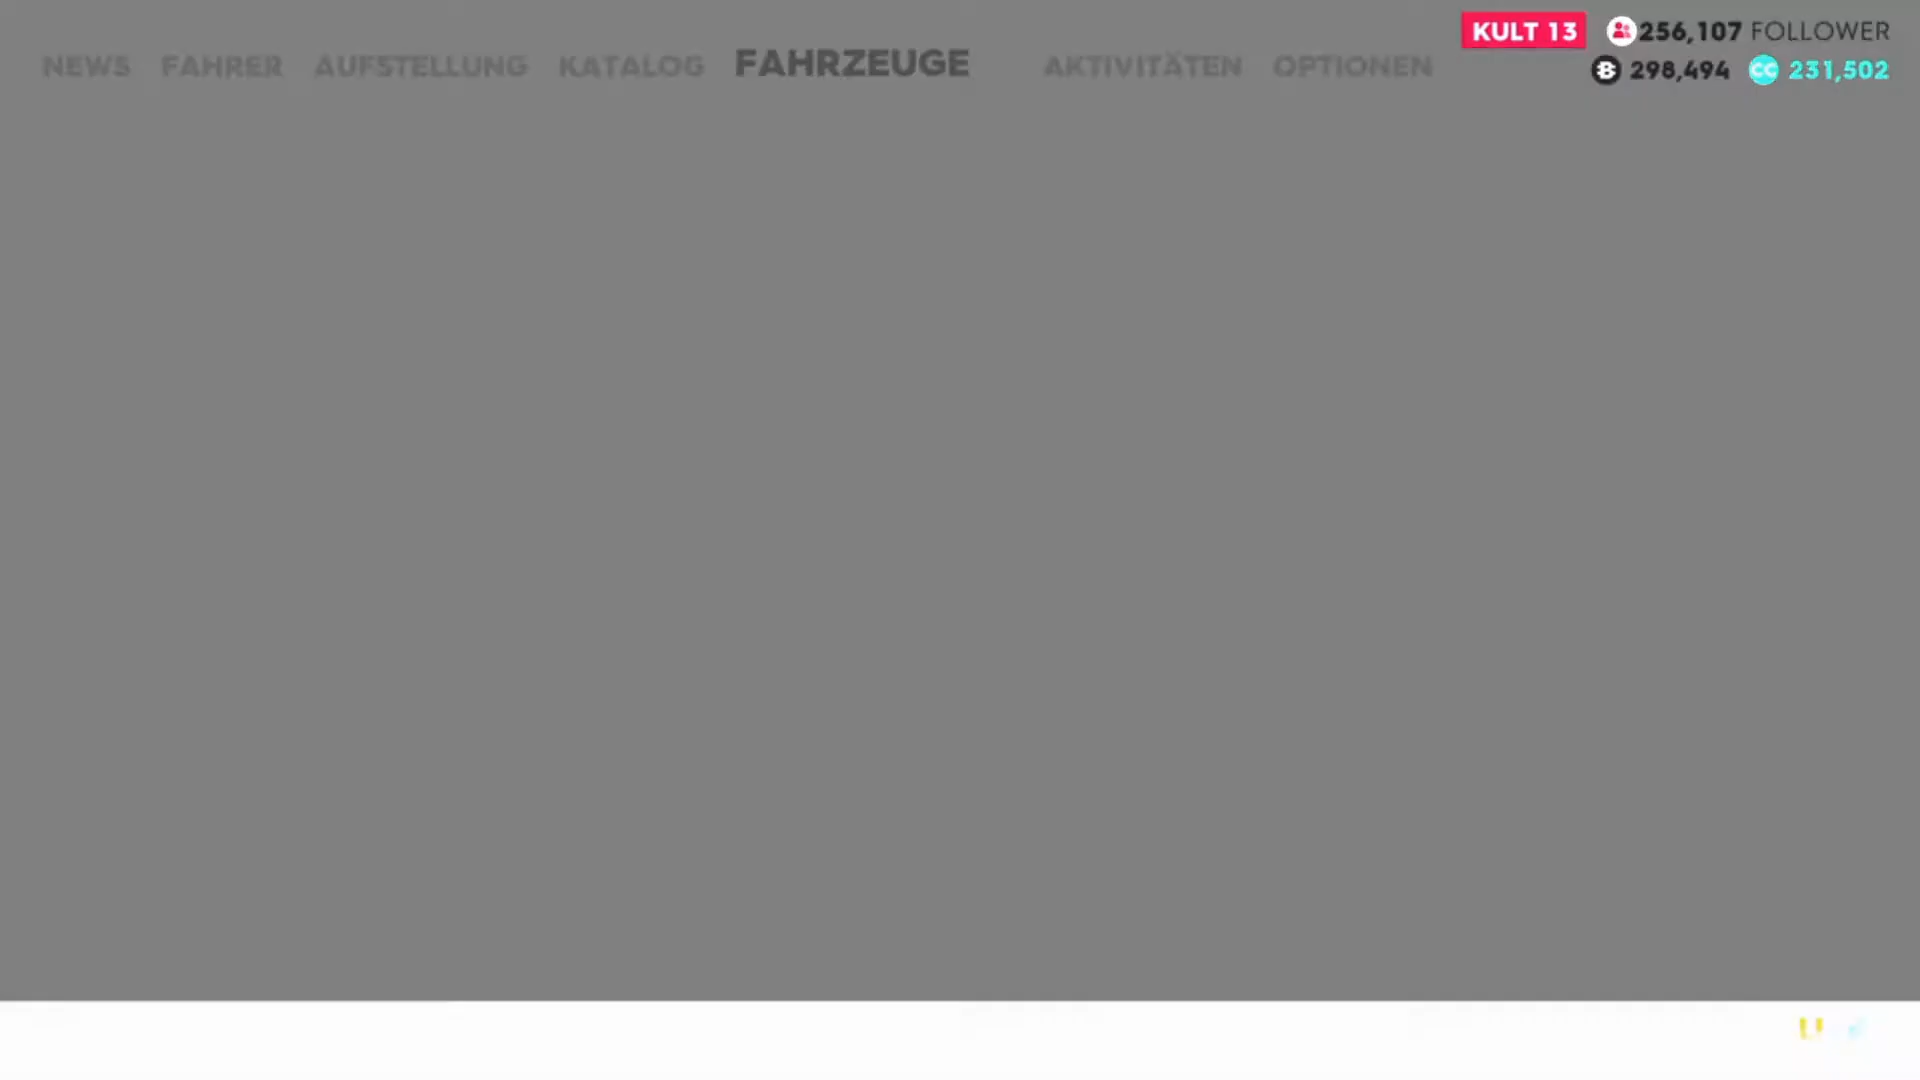 NEWS FAHRER AUFSTELLUNG KATALOG FAHRZEUGE AKTIVITÄTEN OPTIONEN
KULT 13 256,107 FOLLOWER
298,494 CC 231,502